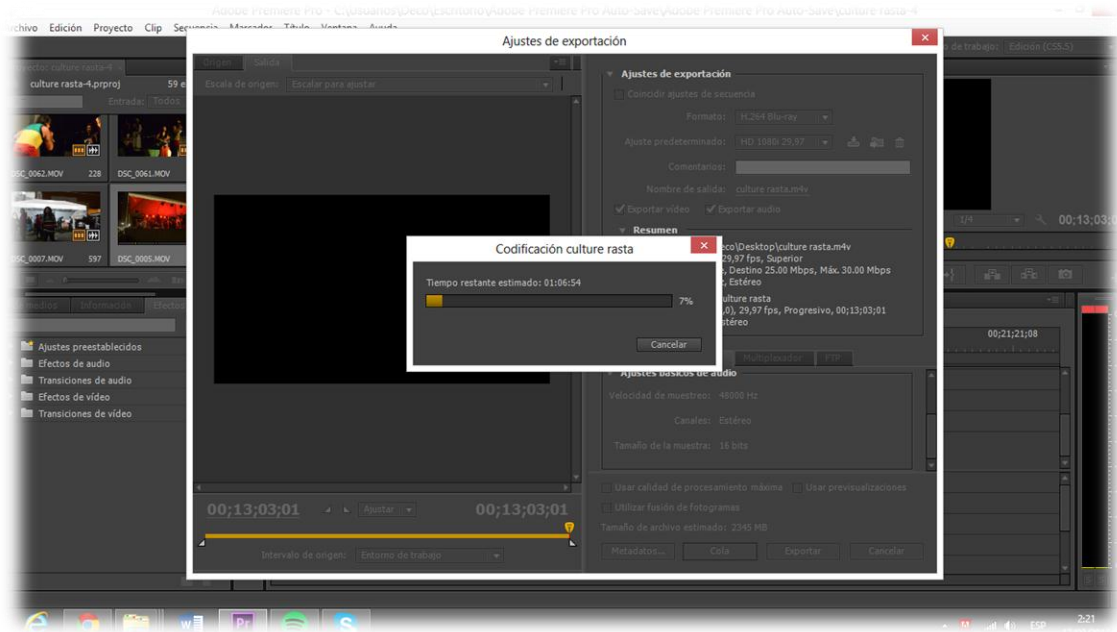 Adobe Premiere Pro - C:\Usuarios\Deco\Escritorio\Adobe Premiere Pro Auto-Save\Adobe Premiere Pro Auto-Save\culture rasta-4
chivo Edición Proyecto Clip Secuencia Marcador Título Ventana Ayuda
Ajustes de exportación
de trabajo: Edición (CS5.5)
culture rasta-4
culture rasta-4.prproj 59 e
Entrada: Todos
DSC_0062.MOV 228 DSC_0061.MOV
SC_0007.MOV 597 DSC_0005.MOV
Información Efectos
Ajustes preestablecidos
Efectos de audio
Transiciones de audio
Efectos de vídeo
Transiciones de vídeo
Origen Salida
Escala de origen: Escalar para ajustar
Ajustes de exportación
Coincidir ajustes de secuencia
Formato: H.264 Blu-ray
Ajuste predeterminado: HD 1080i 29,97
Comentarios:
Nombre de salida: culture rasta.m4v
Exportar vídeo Exportar audio
Resumen
eco\Desktop\culture rasta.m4v
29,97 fps, Superior
, Destino 25.00 Mbps, Máx. 30.00 Mbps
, Estéreo
ulture rasta
,0), 29,97 fps, Progresivo, 00;13;03;01
stéreo
Codificación culture rasta
Tiempo restante estimado: 01:06:54
7%
Cancelar
Multiplexador FTP
Ajustes básicos de audio
Velocidad de muestreo: 48000 Hz
Canales: Estéreo
Tamaño de la muestra: 16 bits
Usar calidad de procesamiento máxima Usar previsualizaciones
Utilizar fusión de fotogramas
Tamaño de archivo estimado: 2345 MB
Metadatos... Cola Exportar Cancelar
00;13;03;01 Ajustar 00;13;03;01
Intervalo de origen: Entorno de trabajo
1/4 00;13;03;
00;21;21;08
ESP 2:21